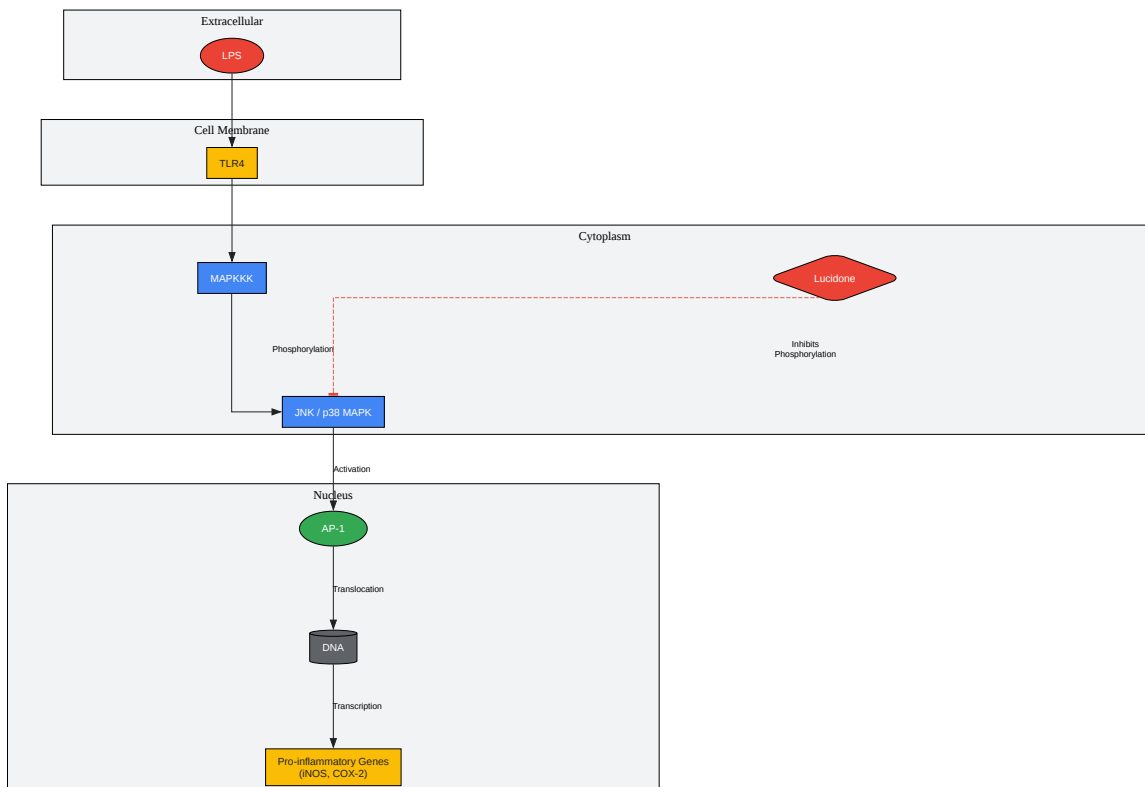 Extracellular
LPS
Cell Membrane
TLR4
Cytoplasm
MAPKKK
Lucidone
Phosphorylation
Inhibits
Phosphorylation
JNK / p38 MAPK
Activation
Nucleus
AP-1
Translocation
DNA
Transcription
Pro-inflammatory Genes
(iNOS, COX-2)